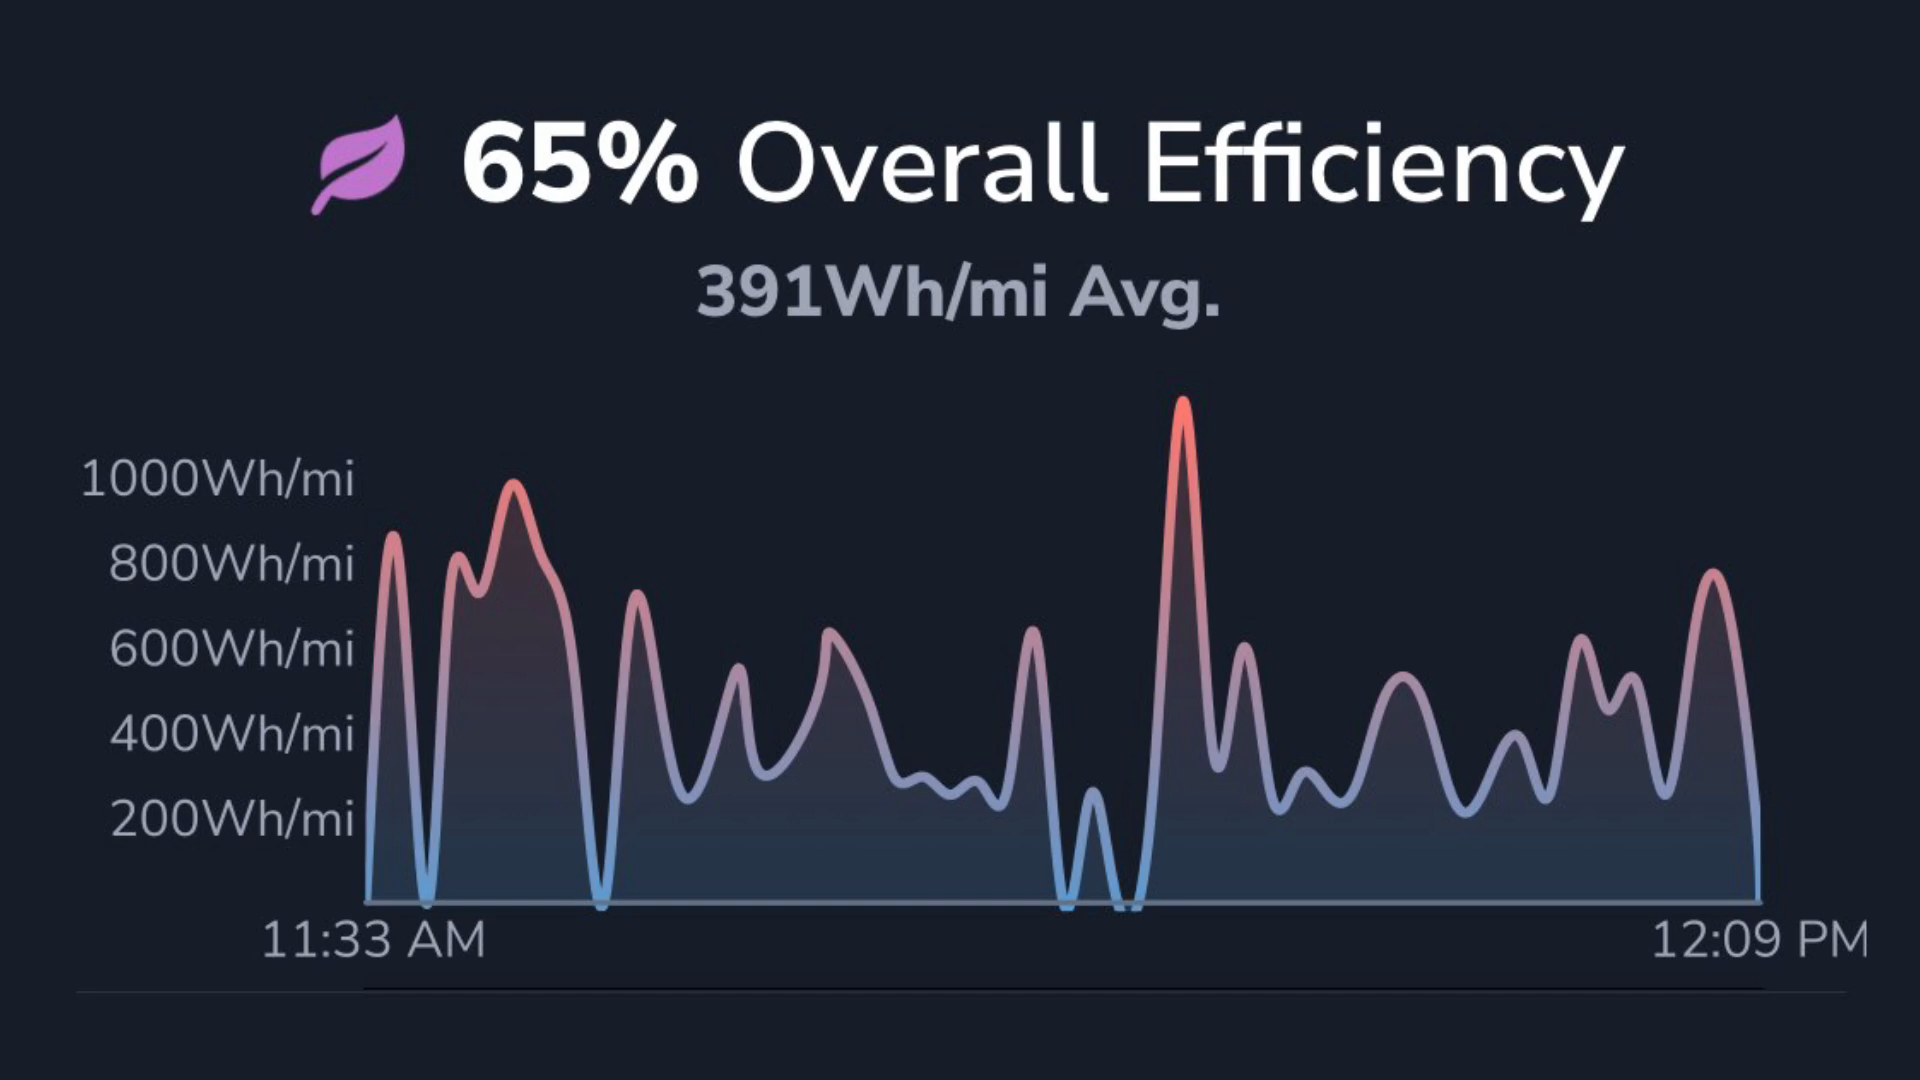 65% Overall Efficiency
391Wh/mi Avg.
1000Wh/mi
800Wh/mi
600Wh/mi
400Wh/mi
200Wh/mi
11:33 AM
12:09 PM